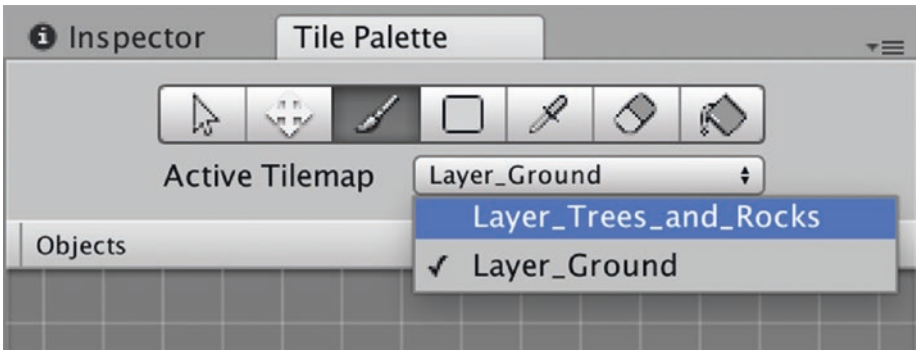 Inspector Tile Palette
Active Tilemap Layer_Ground
Layer_Trees_and_Rocks
Objects
✓ Layer_Ground